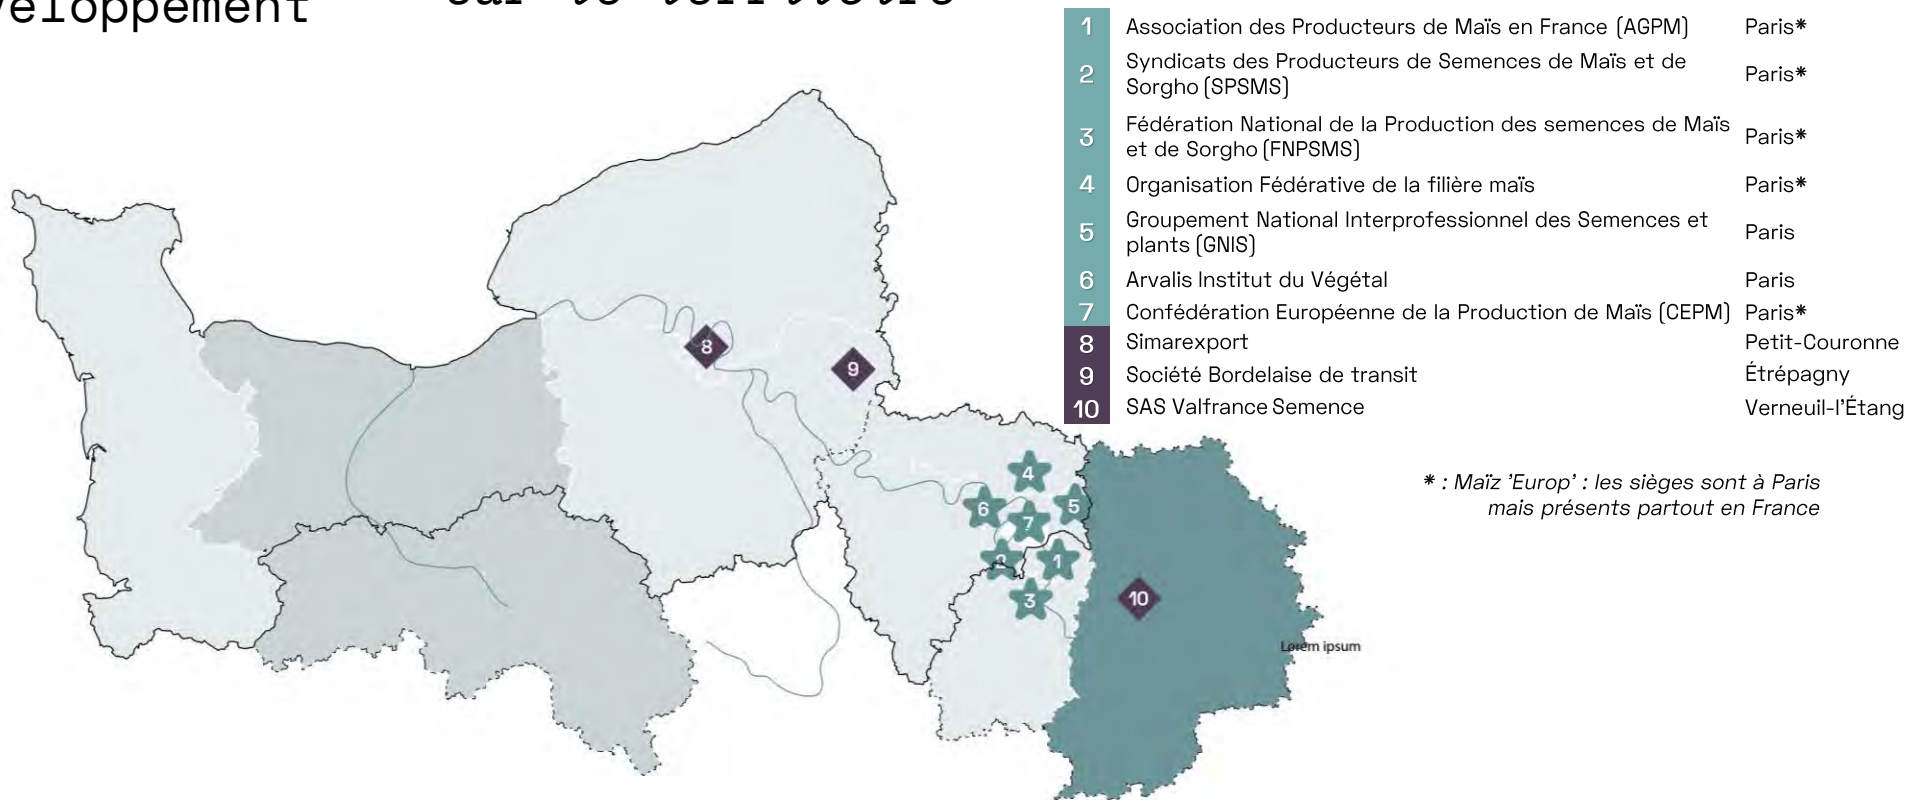 veloppement
sur le territoire
1 Association des Producteurs de Maïs en France (AGPM) Paris*
2 Syndicats des Producteurs de Semences de Maïs et de
Sorgho (SPSMS) Paris*
3 Fédération National de la Production des semences de Maïs
et de Sorgho (FNPSMS) Paris*
4 Organisation Fédérative de la filière maïs Paris*
5 Groupement National Interprofessionnel des Semences et
plants (GNIS) Paris
6 Arvalis Institut du Végétal Paris
7 Confédération Européenne de la Production de Maïs (CEPM) Paris*
8 Simarexport Petit-Couronne
9 Société Bordelaise de transit Étrépagny
10 SAS Valfrance Semence Verneuil-l'Étang
* : Maïz 'Europ' : les sièges sont à Paris
mais présents partout en France
8
9
4
6
5
7
2
1
3
10
Lorem ipsum